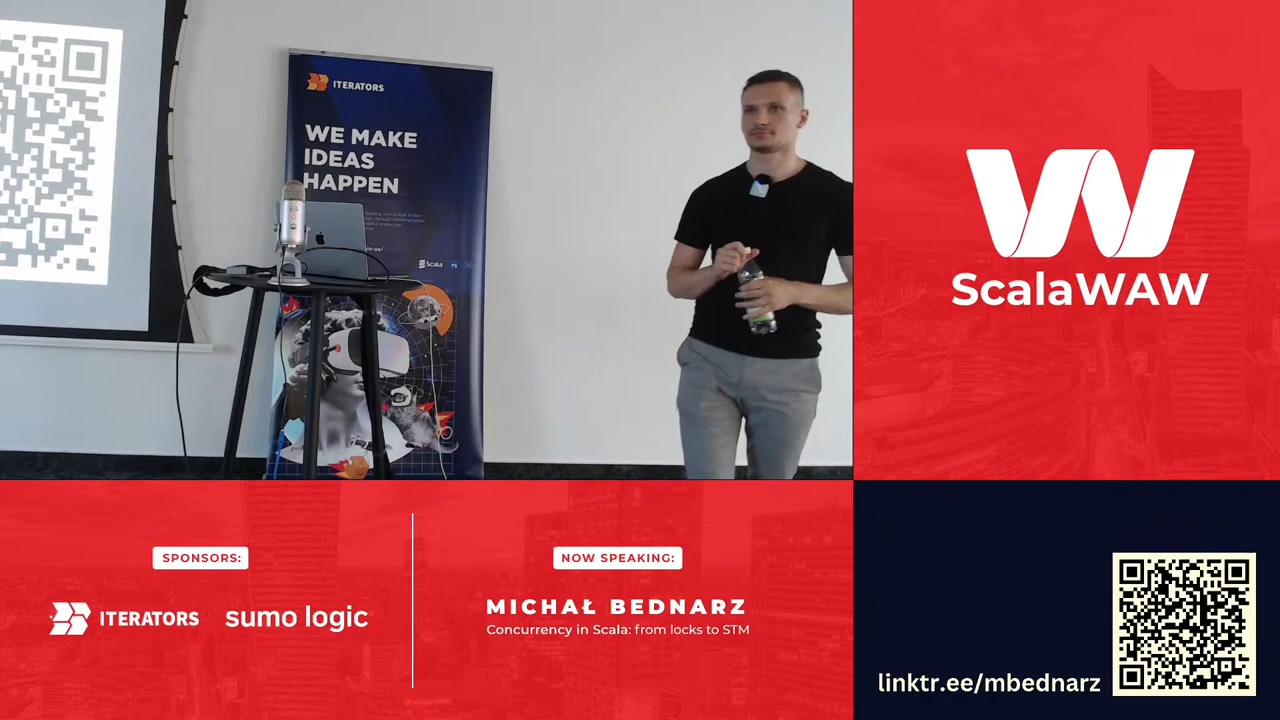 ITERATORS
WE MAKE
IDEAS
HAPPEN
Scala
TS
ScalaWAW
SPONSORS:
ITERATORS
sumo logic
NOW SPEAKING:
MICHAŁ BEDNARZ
Concurrency in Scala: from locks to STM
linktr.ee/mbednarz